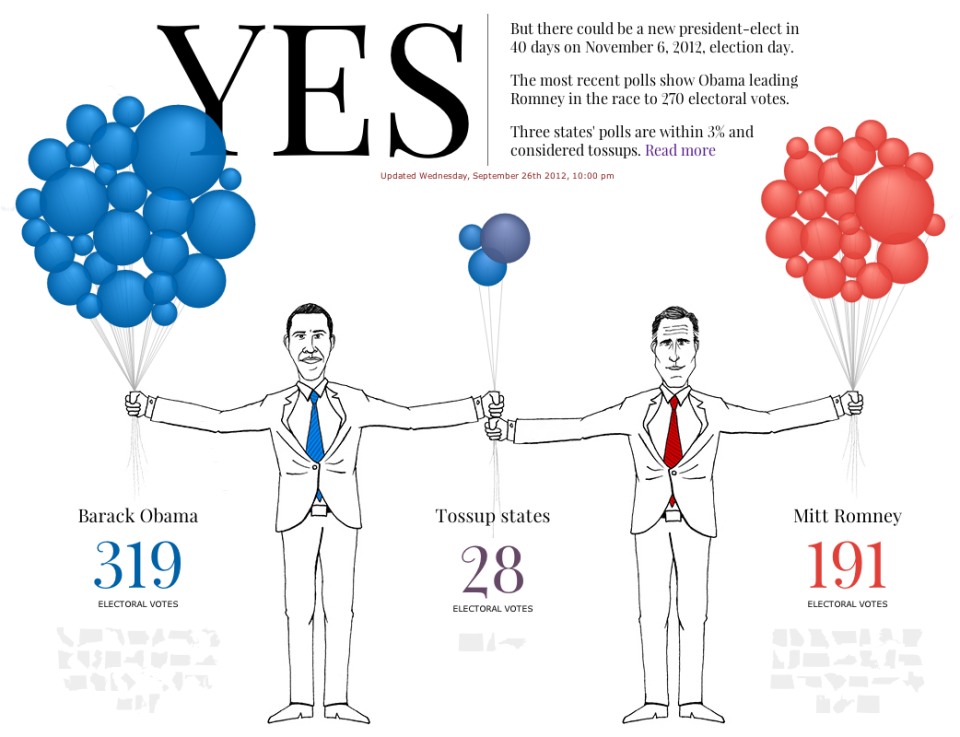 YES
But there could be a new president-elect in
40 days on November 6, 2012, election day.
The most recent polls show Obama leading
Romney in the race to 270 electoral votes.
Three states' polls are within 3% and
considered tossups. Read more
Updated Wednesday, September 26th 2012, 10:00 pm
Barack Obama
319
ELECTORAL VOTES
Tossup states
28
ELECTORAL VOTES
Mitt Romney
191
ELECTORAL VOTES